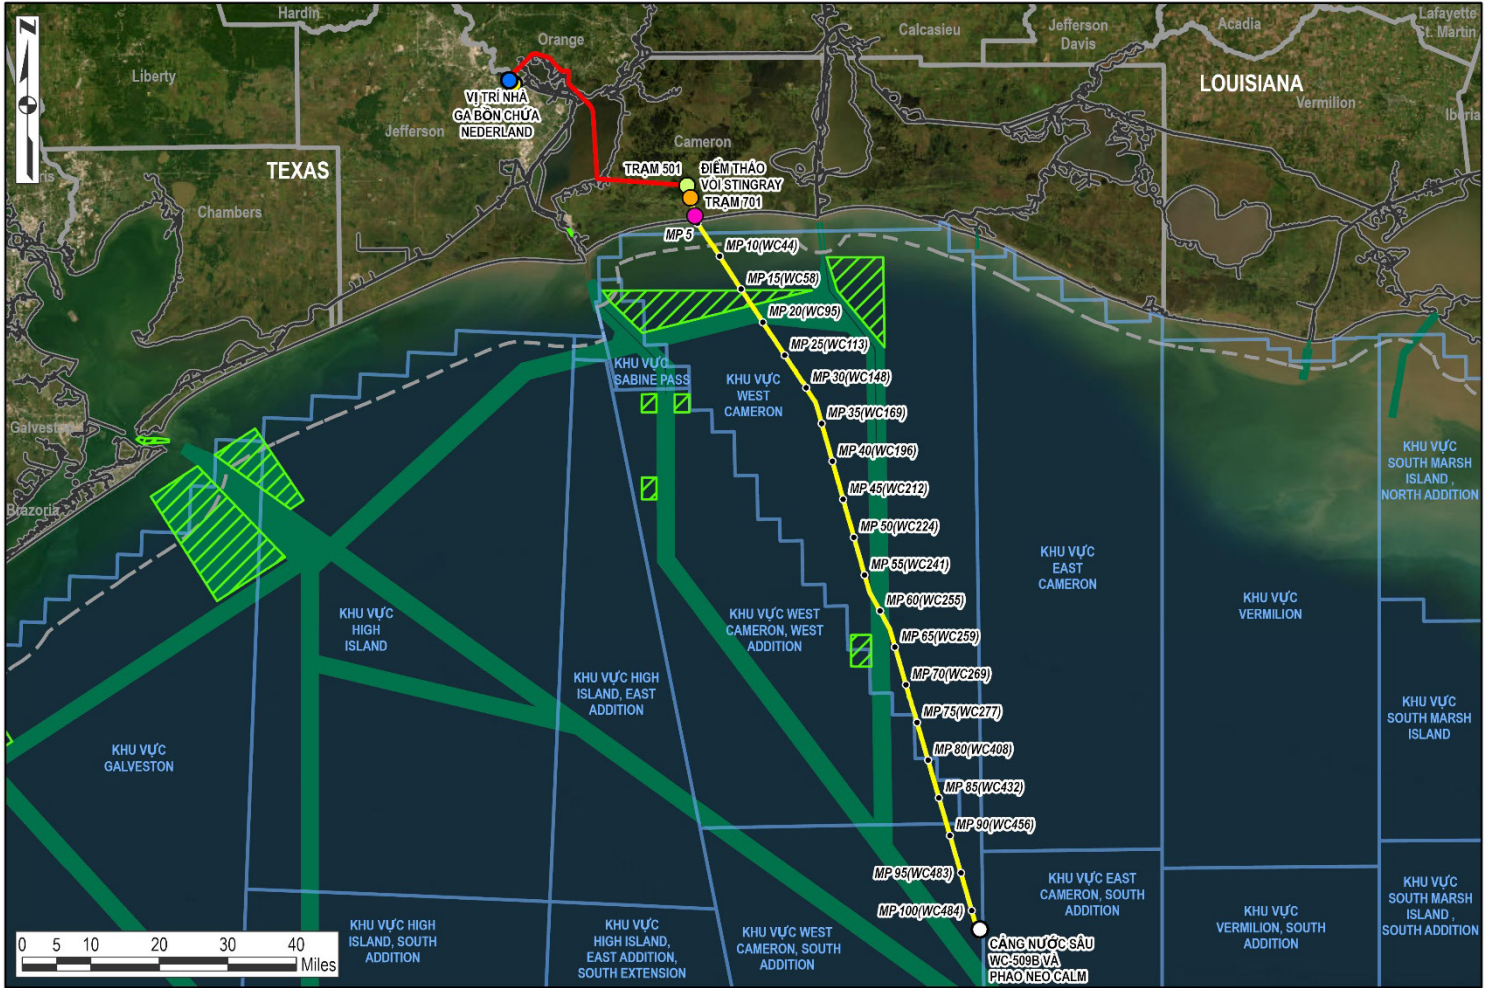 Z
Hardin
Orange
Calcasieu
Jefferson
Davis
Acadia
Lafayette
St. Martin
Liberty
VỊ TRÍ NHÀ
GA BỒN CHỨA
NEDERLAND
Jefferson
LOUISIANA
Vermilion
Iberia
Cameron
TEXAS
TRẠM 501
ĐIỂM THÁO
VÒI STINGRAY
TRẠM 701
Chambers
MP 5
MP 10(WC44)
MP 15(WC58)
MP 20(WC95)
MP 25(WC113)
MP 30(WC148)
MP 35(WC169)
MP 40(WC196)
MP 45(WC212)
MP 50(WC224)
MP 55(WC241)
MP 60(WC255)
MP 65(WC259)
MP 70(WC269)
MP 75(WC277)
MP 80(WC408)
MP 85(WC432)
MP 90(WC456)
MP 95(WC483)
MP 100(WC484)
KHU VỰC
SABINE PASS
KHU VỰC
WEST
CAMERON
Galveston
Brazoria
KHU VỰC
SOUTH MARSH
ISLAND ,
NORTH ADDITION
KHU VỰC
EAST
CAMERON
KHU VỰC
VERMILION
KHU VỰC
HIGH
ISLAND
KHU VỰC WEST
CAMERON, WEST
ADDITION
KHU VỰC HIGH
ISLAND, EAST
ADDITION
KHU VỰC
SOUTH MARSH
ISLAND
KHU VỰC
GALVESTON
KHU VỰC HIGH
ISLAND, SOUTH
ADDITION
KHU VỰC
HIGH ISLAND,
EAST ADDITION,
SOUTH EXTENSION
KHU VỰC WEST
CAMERON, SOUTH
ADDITION
KHU VỰC EAST
CAMERON, SOUTH
ADDITION
KHU VỰC
VERMILION, SOUTH
ADDITION
KHU VỰC
SOUTH MARSH
ISLAND ,
SOUTH ADDITION
CẢNG NƯỚC SÂU
WC-509B VÀ
PHAO NEO CALM
0 5 10 20 30 40
Miles